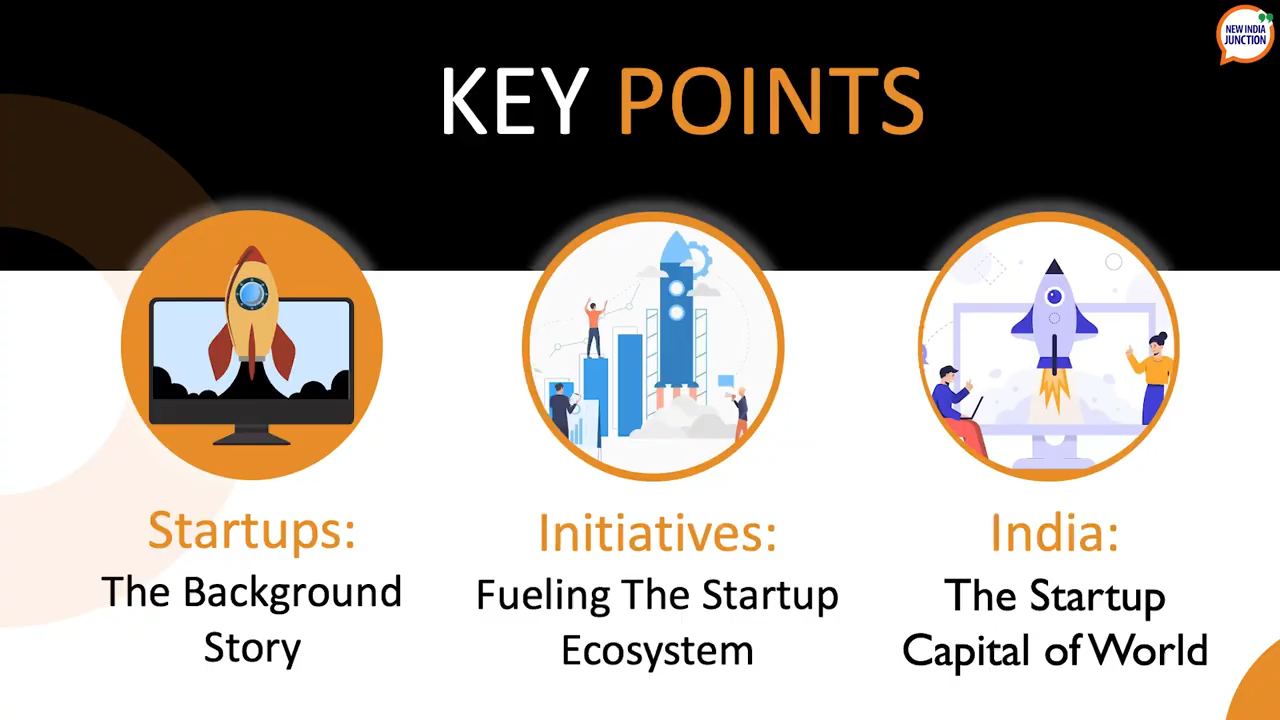 NEW INDIA
JUNCTION
KEY POINTS
Startups:
The Background
Story
Initiatives:
Fueling The Startup
Ecosystem
India:
The Startup
Capital of World